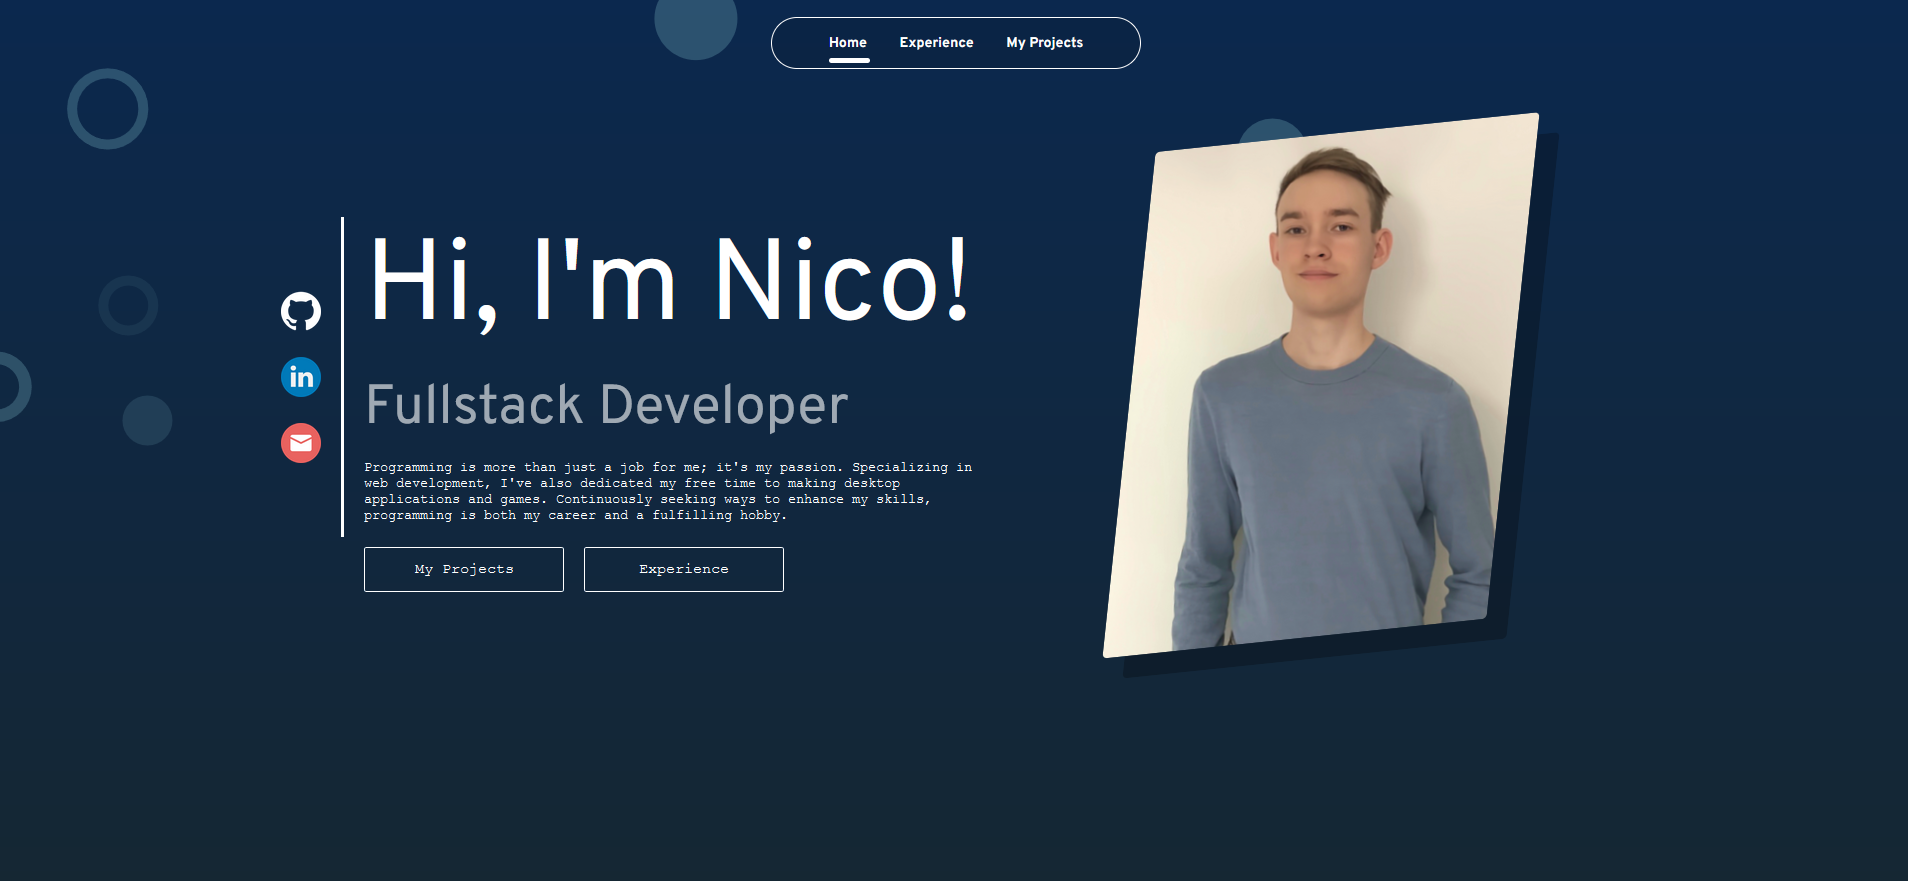 Home Experience My Projects
Hi, I'm Nico!
in
Fullstack Developer
Programming is more than just a job for me; it's my passion. Specializing in
web development, I've also dedicated my free time to making desktop
applications and games. Continuously seeking ways to enhance my skills,
programming is both my career and a fulfilling hobby.
My Projects Experience